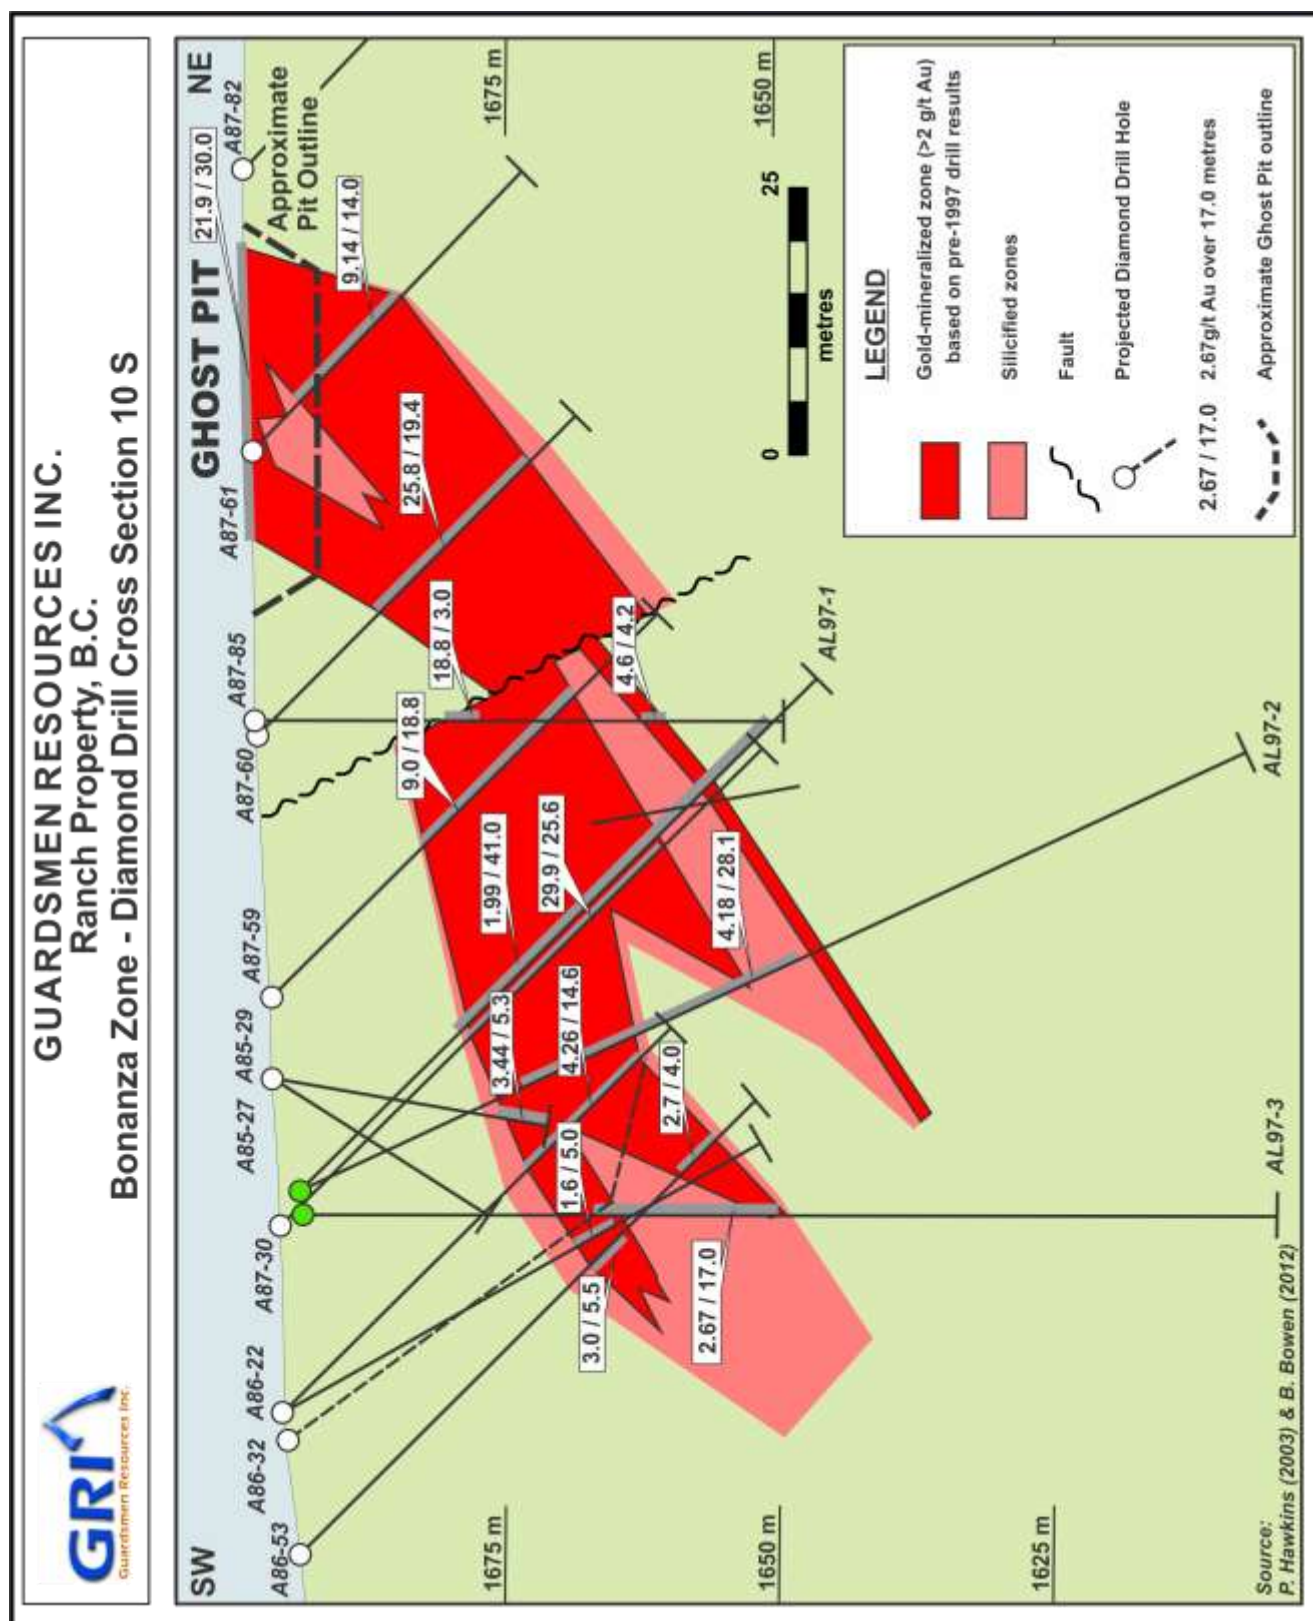 GUARDSMEN RESOURCES INC.
Ranch Property, B.C.
Bonanza Zone - Diamond Drill Cross Section 10 S
GRI
Guardsmen Resources Inc.
SW
NE
GHOST PIT
A86-53
A86-32
A86-22
A87-30
A85-27
A85-29
A87-59
A87-60
A87-85
A87-61
A87-82
21.9 / 30.0
Approximate
Pit Outline
9.14 / 14.0
25.8 / 19.4
18.8 / 3.0
9.0 / 18.8
4.6 / 4.2
1.99 / 41.0
29.9 / 25.6
3.44 / 5.3
4.26 / 14.6
4.18 / 28.1
1.6 / 5.0
2.7 / 4.0
3.0 / 5.5
2.67 / 17.0
1675 m
1650 m
1625 m
1675 m
1650 m
AL97-1
AL97-2
AL97-3
0
25
metres
LEGEND
Gold-mineralized zone (>2 g/t Au)
based on pre-1997 drill results
Silicified zones
Fault
Projected Diamond Drill Hole
2.67 / 17.0 2.67g/t Au over 17.0 metres
Approximate Ghost Pit outline
Source:
P. Hawkins (2003) & B. Bowen (2012)